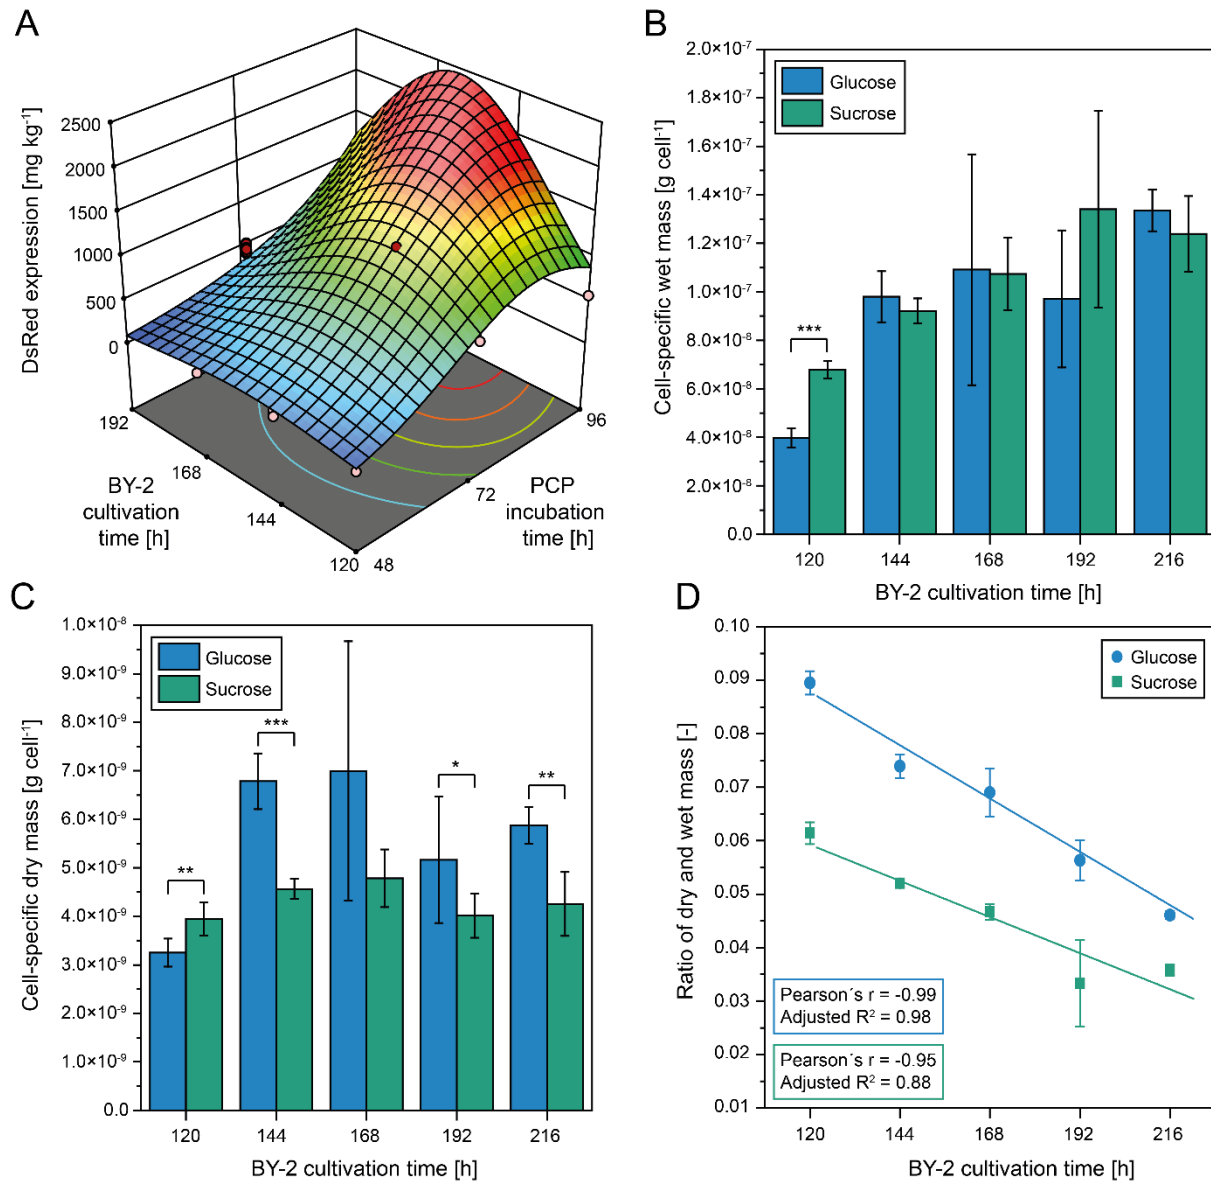 A
DsRed expression [mg kg⁻¹]
2500
2000
1500
1000
500
0
192
168
144
120
48
72
96
BY-2
cultivation
time [h]
PCP
incubation
time [h]
B
Cell-specific wet mass [g cell⁻¹]
2.0×10⁻⁷
1.8×10⁻⁷
1.6×10⁻⁷
1.4×10⁻⁷
1.2×10⁻⁷
1.0×10⁻⁷
8.0×10⁻⁸
6.0×10⁻⁸
4.0×10⁻⁸
2.0×10⁻⁸
0.0
Glucose
Sucrose
***
120 144 168 192 216
BY-2 cultivation time [h]
C
Cell-specific dry mass [g cell⁻¹]
1.0×10⁻⁸
9.0×10⁻⁹
8.0×10⁻⁹
7.0×10⁻⁹
6.0×10⁻⁹
5.0×10⁻⁹
4.0×10⁻⁹
3.0×10⁻⁹
2.0×10⁻⁹
1.0×10⁻⁹
0.0
Glucose
Sucrose
**
***
*
**
120 144 168 192 216
BY-2 cultivation time [h]
D
Ratio of dry and wet mass [-]
0.10
0.09
0.08
0.07
0.06
0.05
0.04
0.03
0.02
0.01
Glucose
Sucrose
Pearson´s r = -0.99
Adjusted R² = 0.98
Pearson´s r = -0.95
Adjusted R² = 0.88
120 144 168 192 216
BY-2 cultivation time [h]